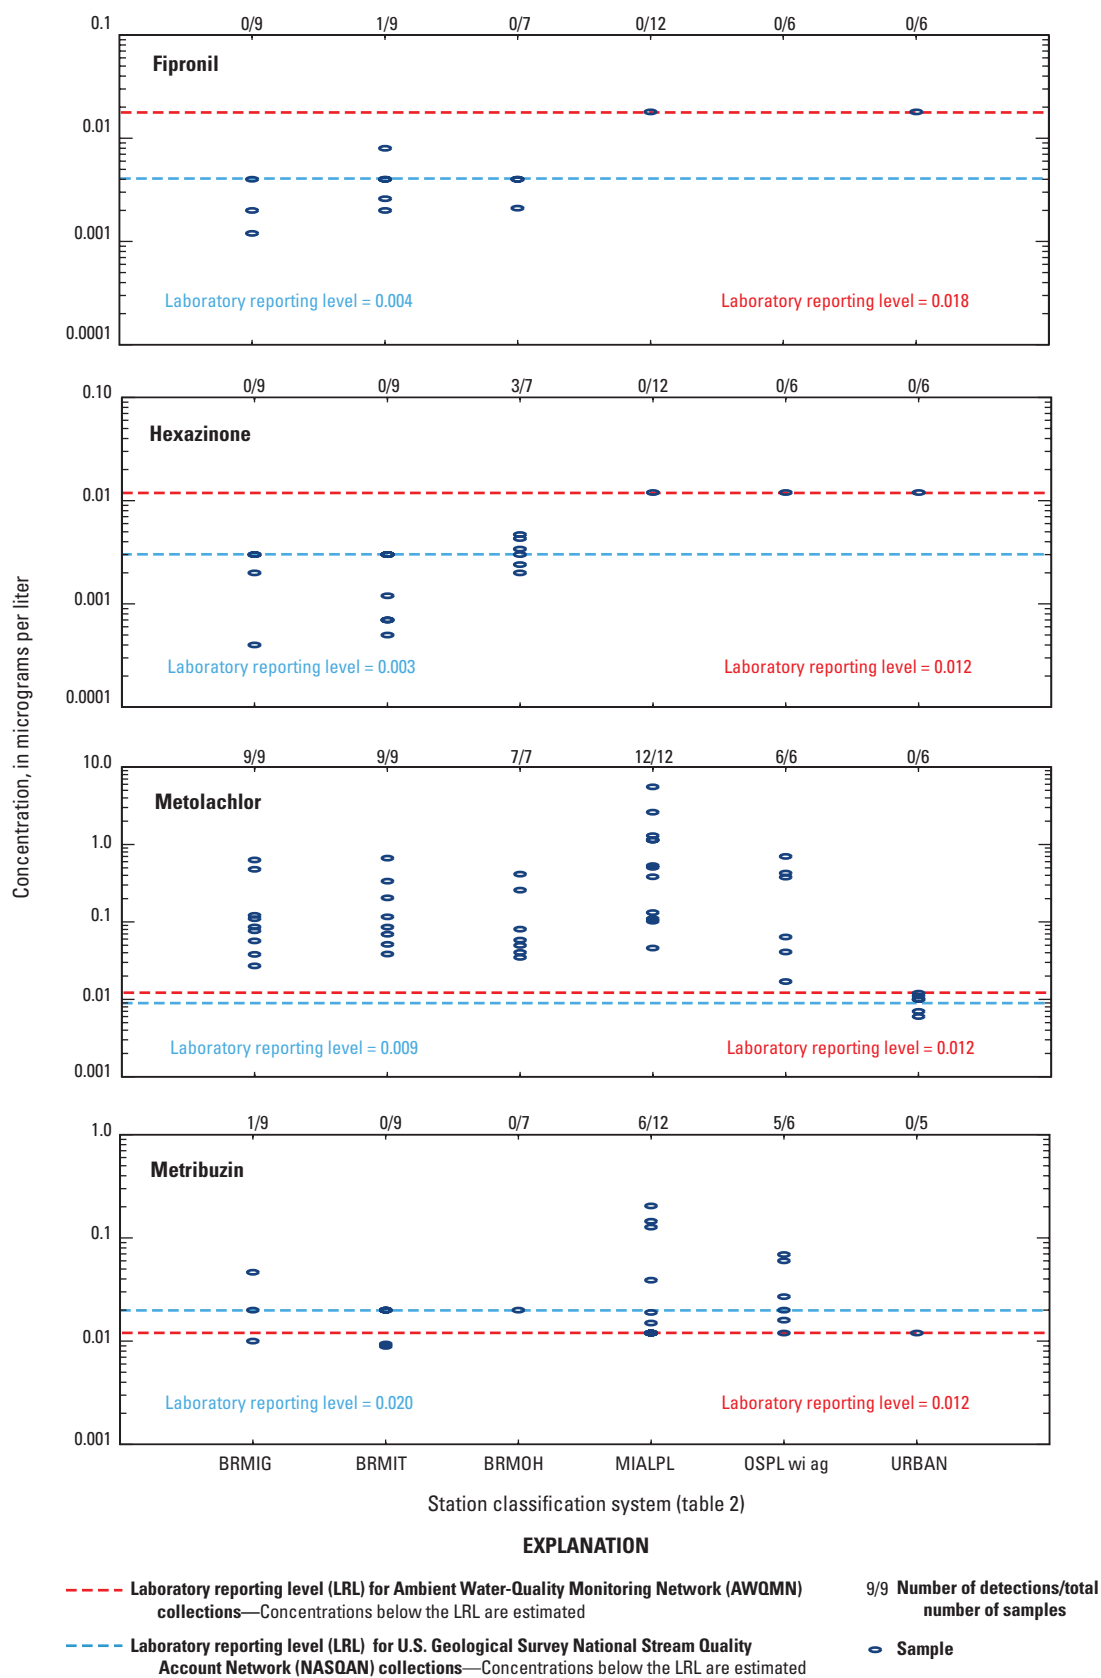 0/9 1/9 0/7 0/12 0/6 0/6
0.1
Fipronil
0.01
0.001
Laboratory reporting level = 0.004 Laboratory reporting level = 0.018
0.0001
0/9 0/9 3/7 0/12 0/6 0/6
0.10
Hexazinone
0.01
0.001
Laboratory reporting level = 0.003 Laboratory reporting level = 0.012
0.0001
Concentration, in micrograms per liter
9/9 9/9 7/7 12/12 6/6 0/6
10.0
Metolachlor
1.0
0.1
0.01
Laboratory reporting level = 0.009 Laboratory reporting level = 0.012
0.001
1/9 0/9 0/7 6/12 5/6 0/5
1.0
Metribuzin
0.1
0.01
Laboratory reporting level = 0.020 Laboratory reporting level = 0.012
0.001
BRMIG BRMIT BRMOH MIALPL OSPL wi ag URBAN
Station classification system (table 2)
EXPLANATION
Laboratory reporting level (LRL) for Ambient Water-Quality Monitoring Network (AWQMN)
collections—Concentrations below the LRL are estimated
Laboratory reporting level (LRL) for U.S. Geological Survey National Stream Quality
Account Network (NASQAN) collections—Concentrations below the LRL are estimated
9/9 Number of detections/total
number of samples
Sample